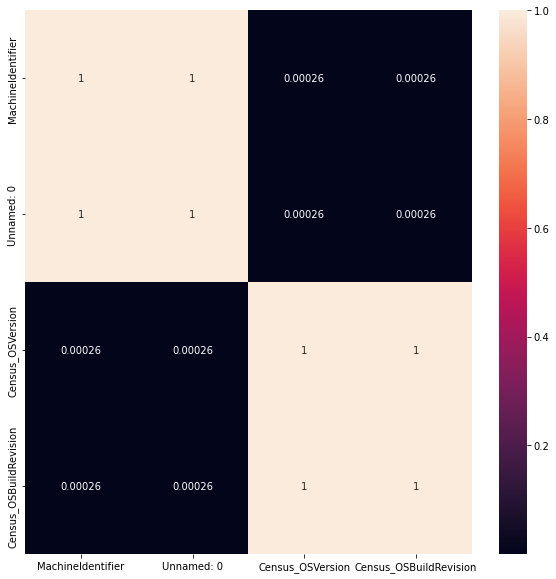 MachineIdentifier
Unnamed: 0
Census_OSVersion
Census_OSBuildRevision
1 1 0.00026 0.00026
1 1 0.00026 0.00026
0.00026 0.00026 1 1
0.00026 0.00026 1 1
MachineIdentifier Unnamed: 0 Census_OSVersion Census_OSBuildRevision
1.0
0.8
0.6
0.4
0.2